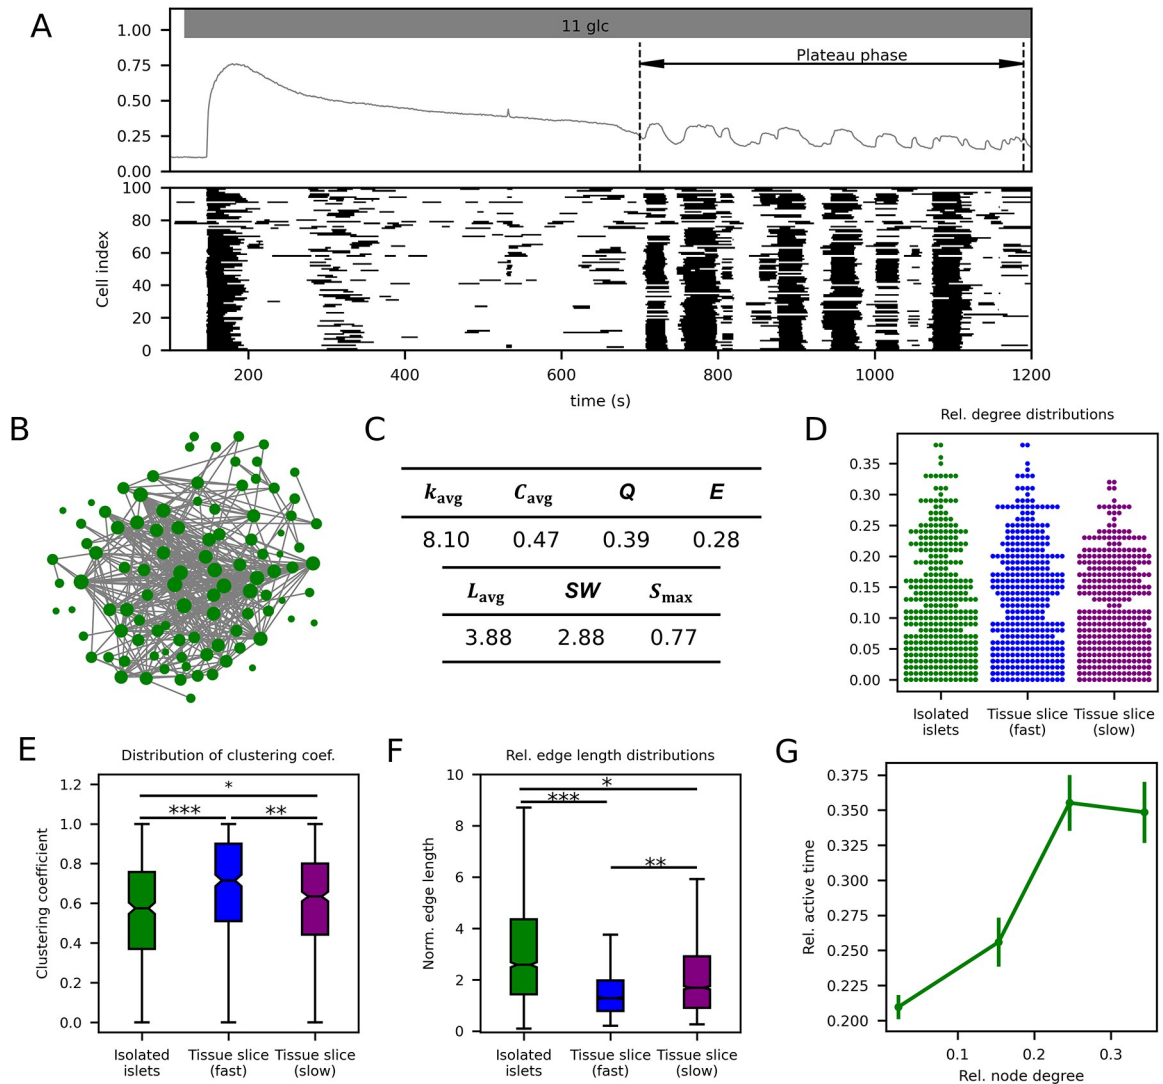 A
11 glc
Plateau phase
1.00
0.75
0.50
0.25
0.00
100
80
60
40
20
0
Cell index
200 400 600 800 1000 1200
time (s)
B
C
k_avg C_avg Q E
8.10 0.47 0.39 0.28
L_avg SW S_max
3.88 2.88 0.77
D
Rel. degree distributions
0.35
0.30
0.25
0.20
0.15
0.10
0.05
0.00
Isolated Tissue slice Tissue slice
islets (fast) (slow)
E
Distribution of clustering coef.
1.2
1.0
0.8
0.6
0.4
0.2
0.0
Clustering coefficient
*
*** **
Isolated Tissue slice Tissue slice
islets (fast) (slow)
F
Rel. edge length distributions
10
8
6
4
2
0
Norm. edge length
*
***
**
Isolated Tissue slice Tissue slice
islets (fast) (slow)
G
0.375
0.350
0.325
0.300
0.275
0.250
0.225
0.200
Rel. active time
0.1 0.2 0.3
Rel. node degree